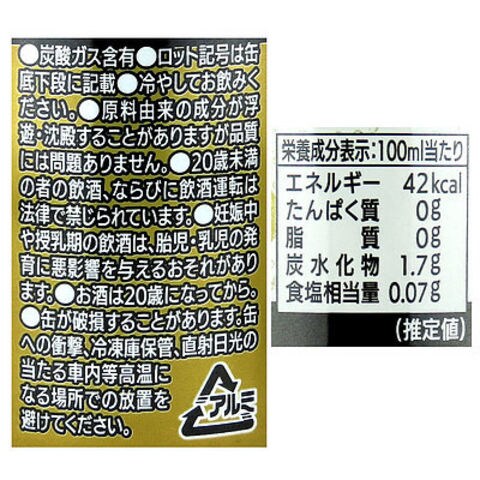 ●炭酸ガス含有●ロット記号は缶
底下段に記載●冷やしてお飲みく
ださい。●原料由来の成分が浮
遊・沈殿することがありますが品質
には問題ありません。●20歳未満
の者の飲酒、ならびに飲酒運転は
法律で禁じられています。●妊娠中
や授乳期の飲酒は、胎児・乳児の発
育に悪影響を与えるおそれがあり
ます。●お酒は20歳になってから。
●缶が破損することがあります。缶
への衝撃、冷凍庫保管、直射日光の
当たる車内等高温に
なる場所での放置を
避けてください。
アルミ
栄養成分表示:100ml当たり
エネルギー 42kcal
たんぱく質 0g
脂質 0g
炭水化物 1.7g
食塩相当量 0.07g
(推定値)